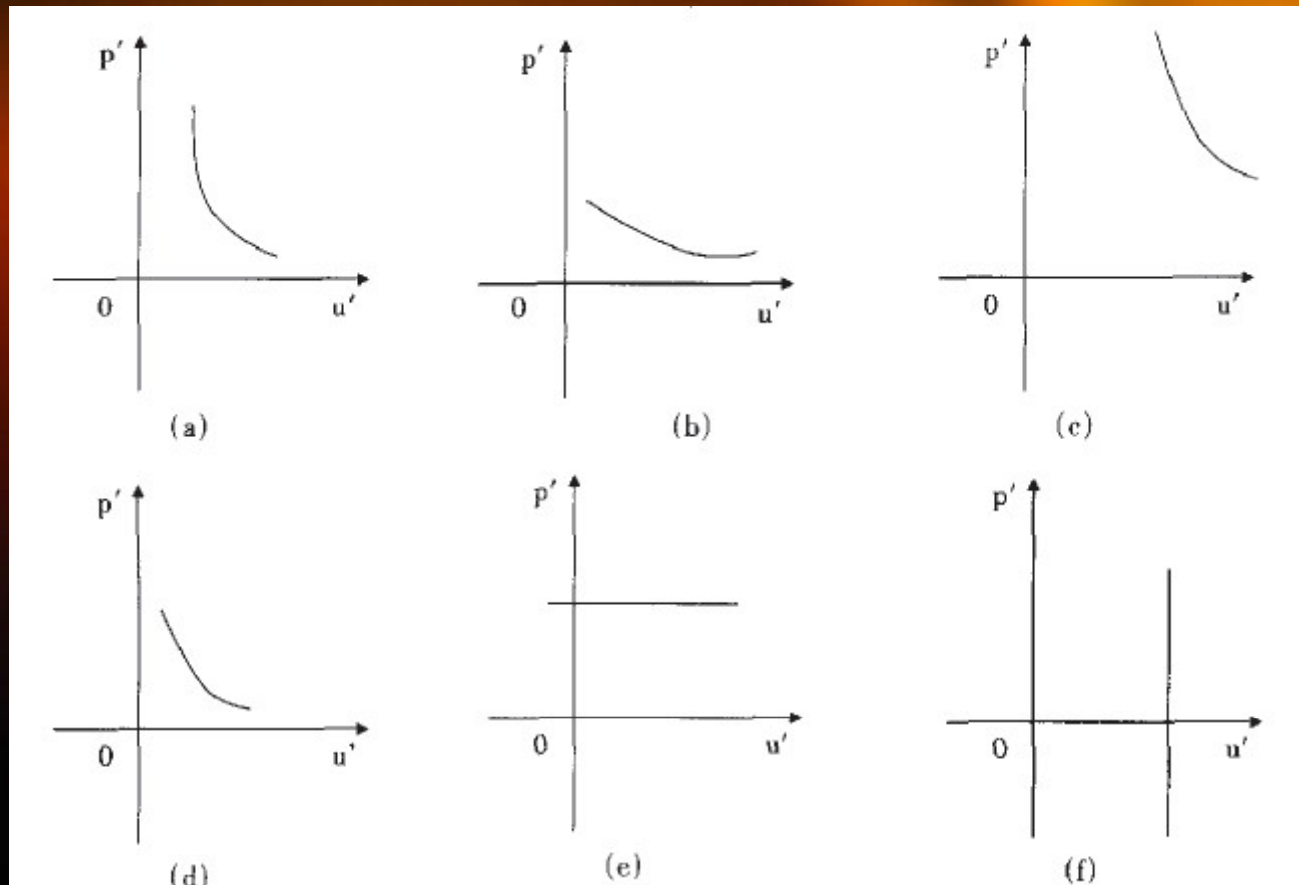 p′ p′ p′
0 u′ 0 u′ 0 u′
(a) (b) (c)
p′ p′ p′
0 u' 0 u′ 0 u′
(d) (e) (f)